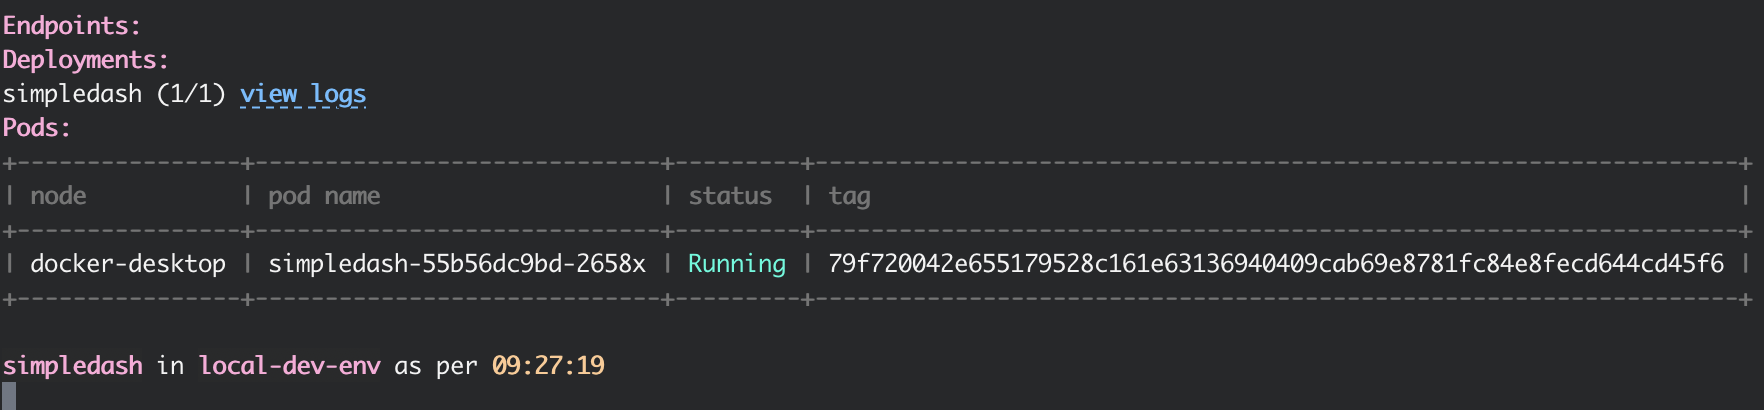 Endpoints:
Deployments:
simpledash (1/1) view logs
Pods:
+----------------+-----------------------------+---------+------------------------------------------------------------------+
| node           | pod name                    | status  | tag                                                              |
+----------------+-----------------------------+---------+------------------------------------------------------------------+
| docker-desktop | simpledash-55b56dc9bd-2658x | Running | 79f720042e655179528c161e63136940409cab69e8781fc84e8fecd644cd45f6 |
+----------------+-----------------------------+---------+------------------------------------------------------------------+
simpledash in local-dev-env as per 09:27:19